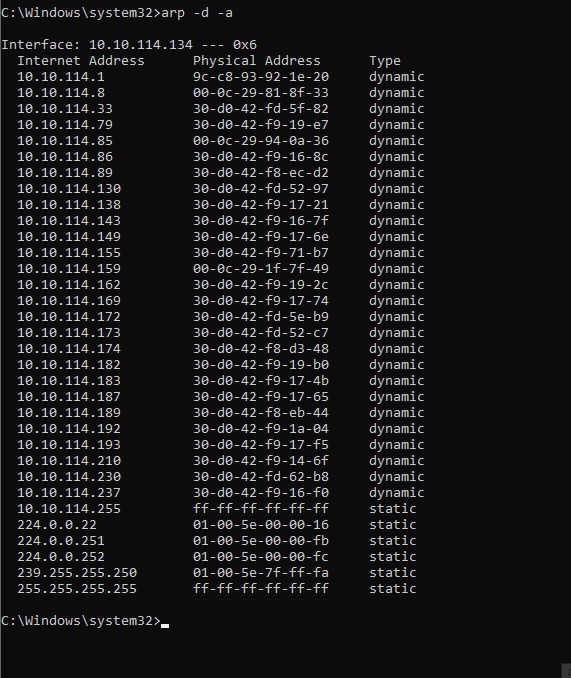 C:\Windows\system32>arp -d -a
Interface: 10.10.114.134 --- 0x6
Internet Address Physical Address Type
10.10.114.1 9c-c8-93-92-1e-20 dynamic
10.10.114.8 00-0c-29-81-8f-33 dynamic
10.10.114.33 30-d0-42-fd-5f-82 dynamic
10.10.114.79 30-d0-42-f9-19-e7 dynamic
10.10.114.85 00-0c-29-94-0a-36 dynamic
10.10.114.86 30-d0-42-f9-16-8c dynamic
10.10.114.89 30-d0-42-f8-ec-d2 dynamic
10.10.114.130 30-d0-42-fd-52-97 dynamic
10.10.114.138 30-d0-42-f9-17-21 dynamic
10.10.114.143 30-d0-42-f9-16-7f dynamic
10.10.114.149 30-d0-42-f9-17-6e dynamic
10.10.114.155 30-d0-42-f9-71-b7 dynamic
10.10.114.159 00-0c-29-1f-7f-49 dynamic
10.10.114.162 30-d0-42-f9-19-2c dynamic
10.10.114.169 30-d0-42-f9-17-74 dynamic
10.10.114.172 30-d0-42-fd-5e-b9 dynamic
10.10.114.173 30-d0-42-fd-52-c7 dynamic
10.10.114.174 30-d0-42-f8-d3-48 dynamic
10.10.114.182 30-d0-42-f9-19-b0 dynamic
10.10.114.183 30-d0-42-f9-17-4b dynamic
10.10.114.187 30-d0-42-f9-17-65 dynamic
10.10.114.189 30-d0-42-f8-eb-44 dynamic
10.10.114.192 30-d0-42-f9-1a-04 dynamic
10.10.114.193 30-d0-42-f9-17-f5 dynamic
10.10.114.210 30-d0-42-f9-14-6f dynamic
10.10.114.230 30-d0-42-fd-62-b8 dynamic
10.10.114.237 30-d0-42-f9-16-f0 dynamic
10.10.114.255 ff-ff-ff-ff-ff-ff static
224.0.0.22 01-00-5e-00-00-16 static
224.0.0.251 01-00-5e-00-00-fb static
224.0.0.252 01-00-5e-00-00-fc static
239.255.255.250 01-00-5e-7f-ff-fa static
255.255.255.255 ff-ff-ff-ff-ff-ff static
C:\Windows\system32>